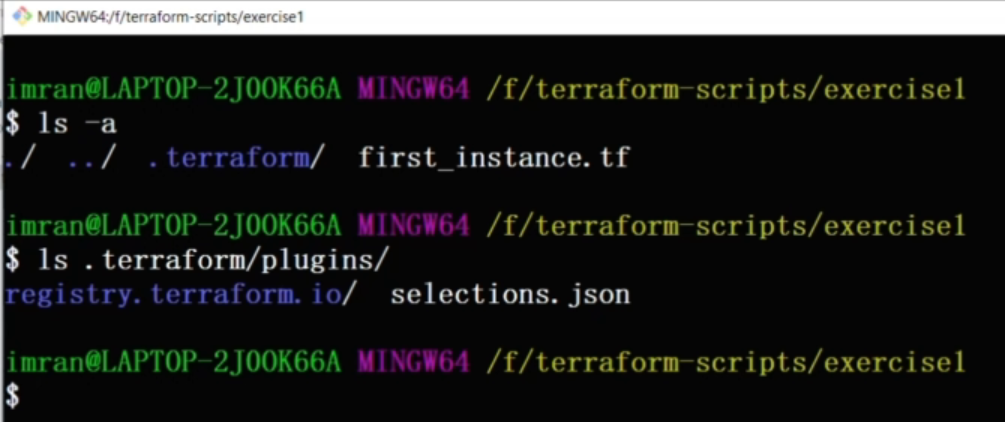 MINGW64:/f/terraform-scripts/exercise1
imran@LAPTOP-2JOOK66A MINGW64 /f/terraform-scripts/exercise1
$ ls -a
./  ../  .terraform/  first_instance.tf
imran@LAPTOP-2JOOK66A MINGW64 /f/terraform-scripts/exercise1
$ ls .terraform/plugins/
registry.terraform.io/  selections.json
imran@LAPTOP-2JOOK66A MINGW64 /f/terraform-scripts/exercise1
$